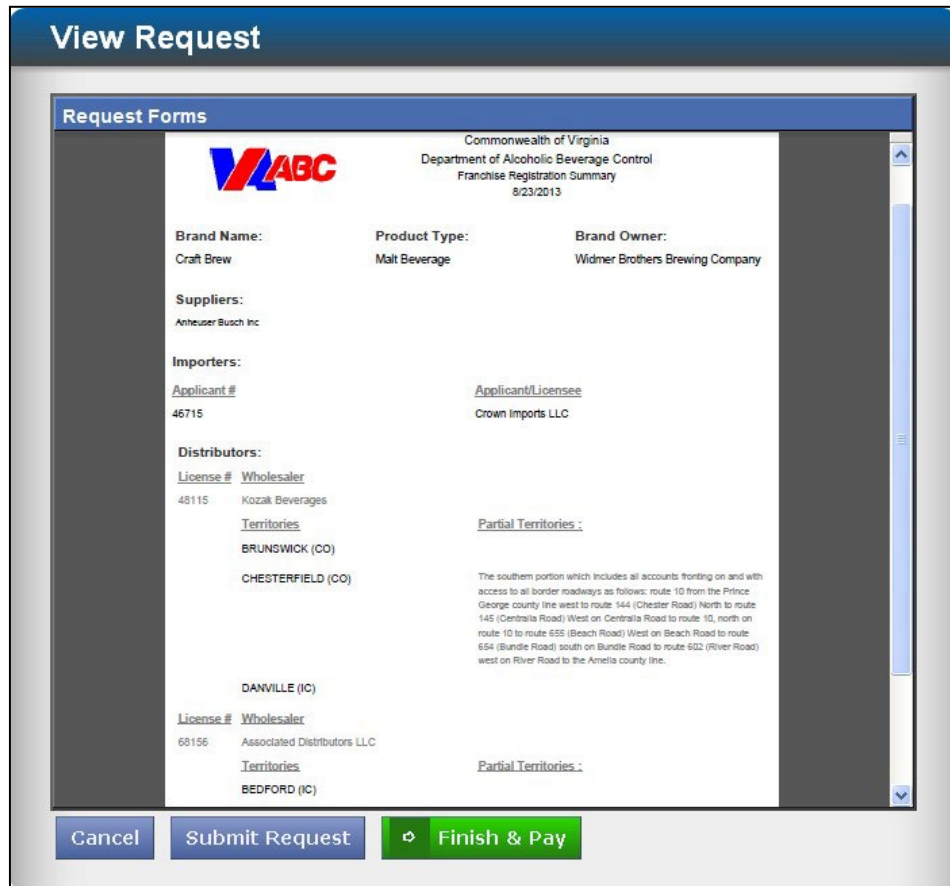 View Request
Request Forms
VA ABC
Commonwealth of Virginia
Department of Alcoholic Beverage Control
Franchise Registration Summary
8/23/2013
Brand Name: Product Type: Brand Owner:
Craft Brew Malt Beverage Widmer Brothers Brewing Company
Suppliers:
Anheuser Busch Inc
Importers:
Applicant # Applicant/Licensee
46715 Crown Imports LLC
Distributors:
License # Wholesaler
48115 Kozak Beverages
Territories Partial Territories :
BRUNSWICK (CO)
CHESTERFIELD (CO)
The southern portion which includes all accounts fronting on and with
access to all border roadways as follows: route 10 from the Prince
George county line west to route 144 (Chester Road) North to route
145 (Centralia Road) West on Centralia Road to route 10, north on
route 10 to route 655 (Beach Road) West on Beach Road to route
654 (Bundle Road) south on Bundle Road to route 602 (River Road)
west on River Road to the Amelia county line.
DANVILLE (IC)
License # Wholesaler
68156 Associated Distributors LLC
Territories Partial Territories :
BEDFORD (IC)
Cancel Submit Request Finish & Pay